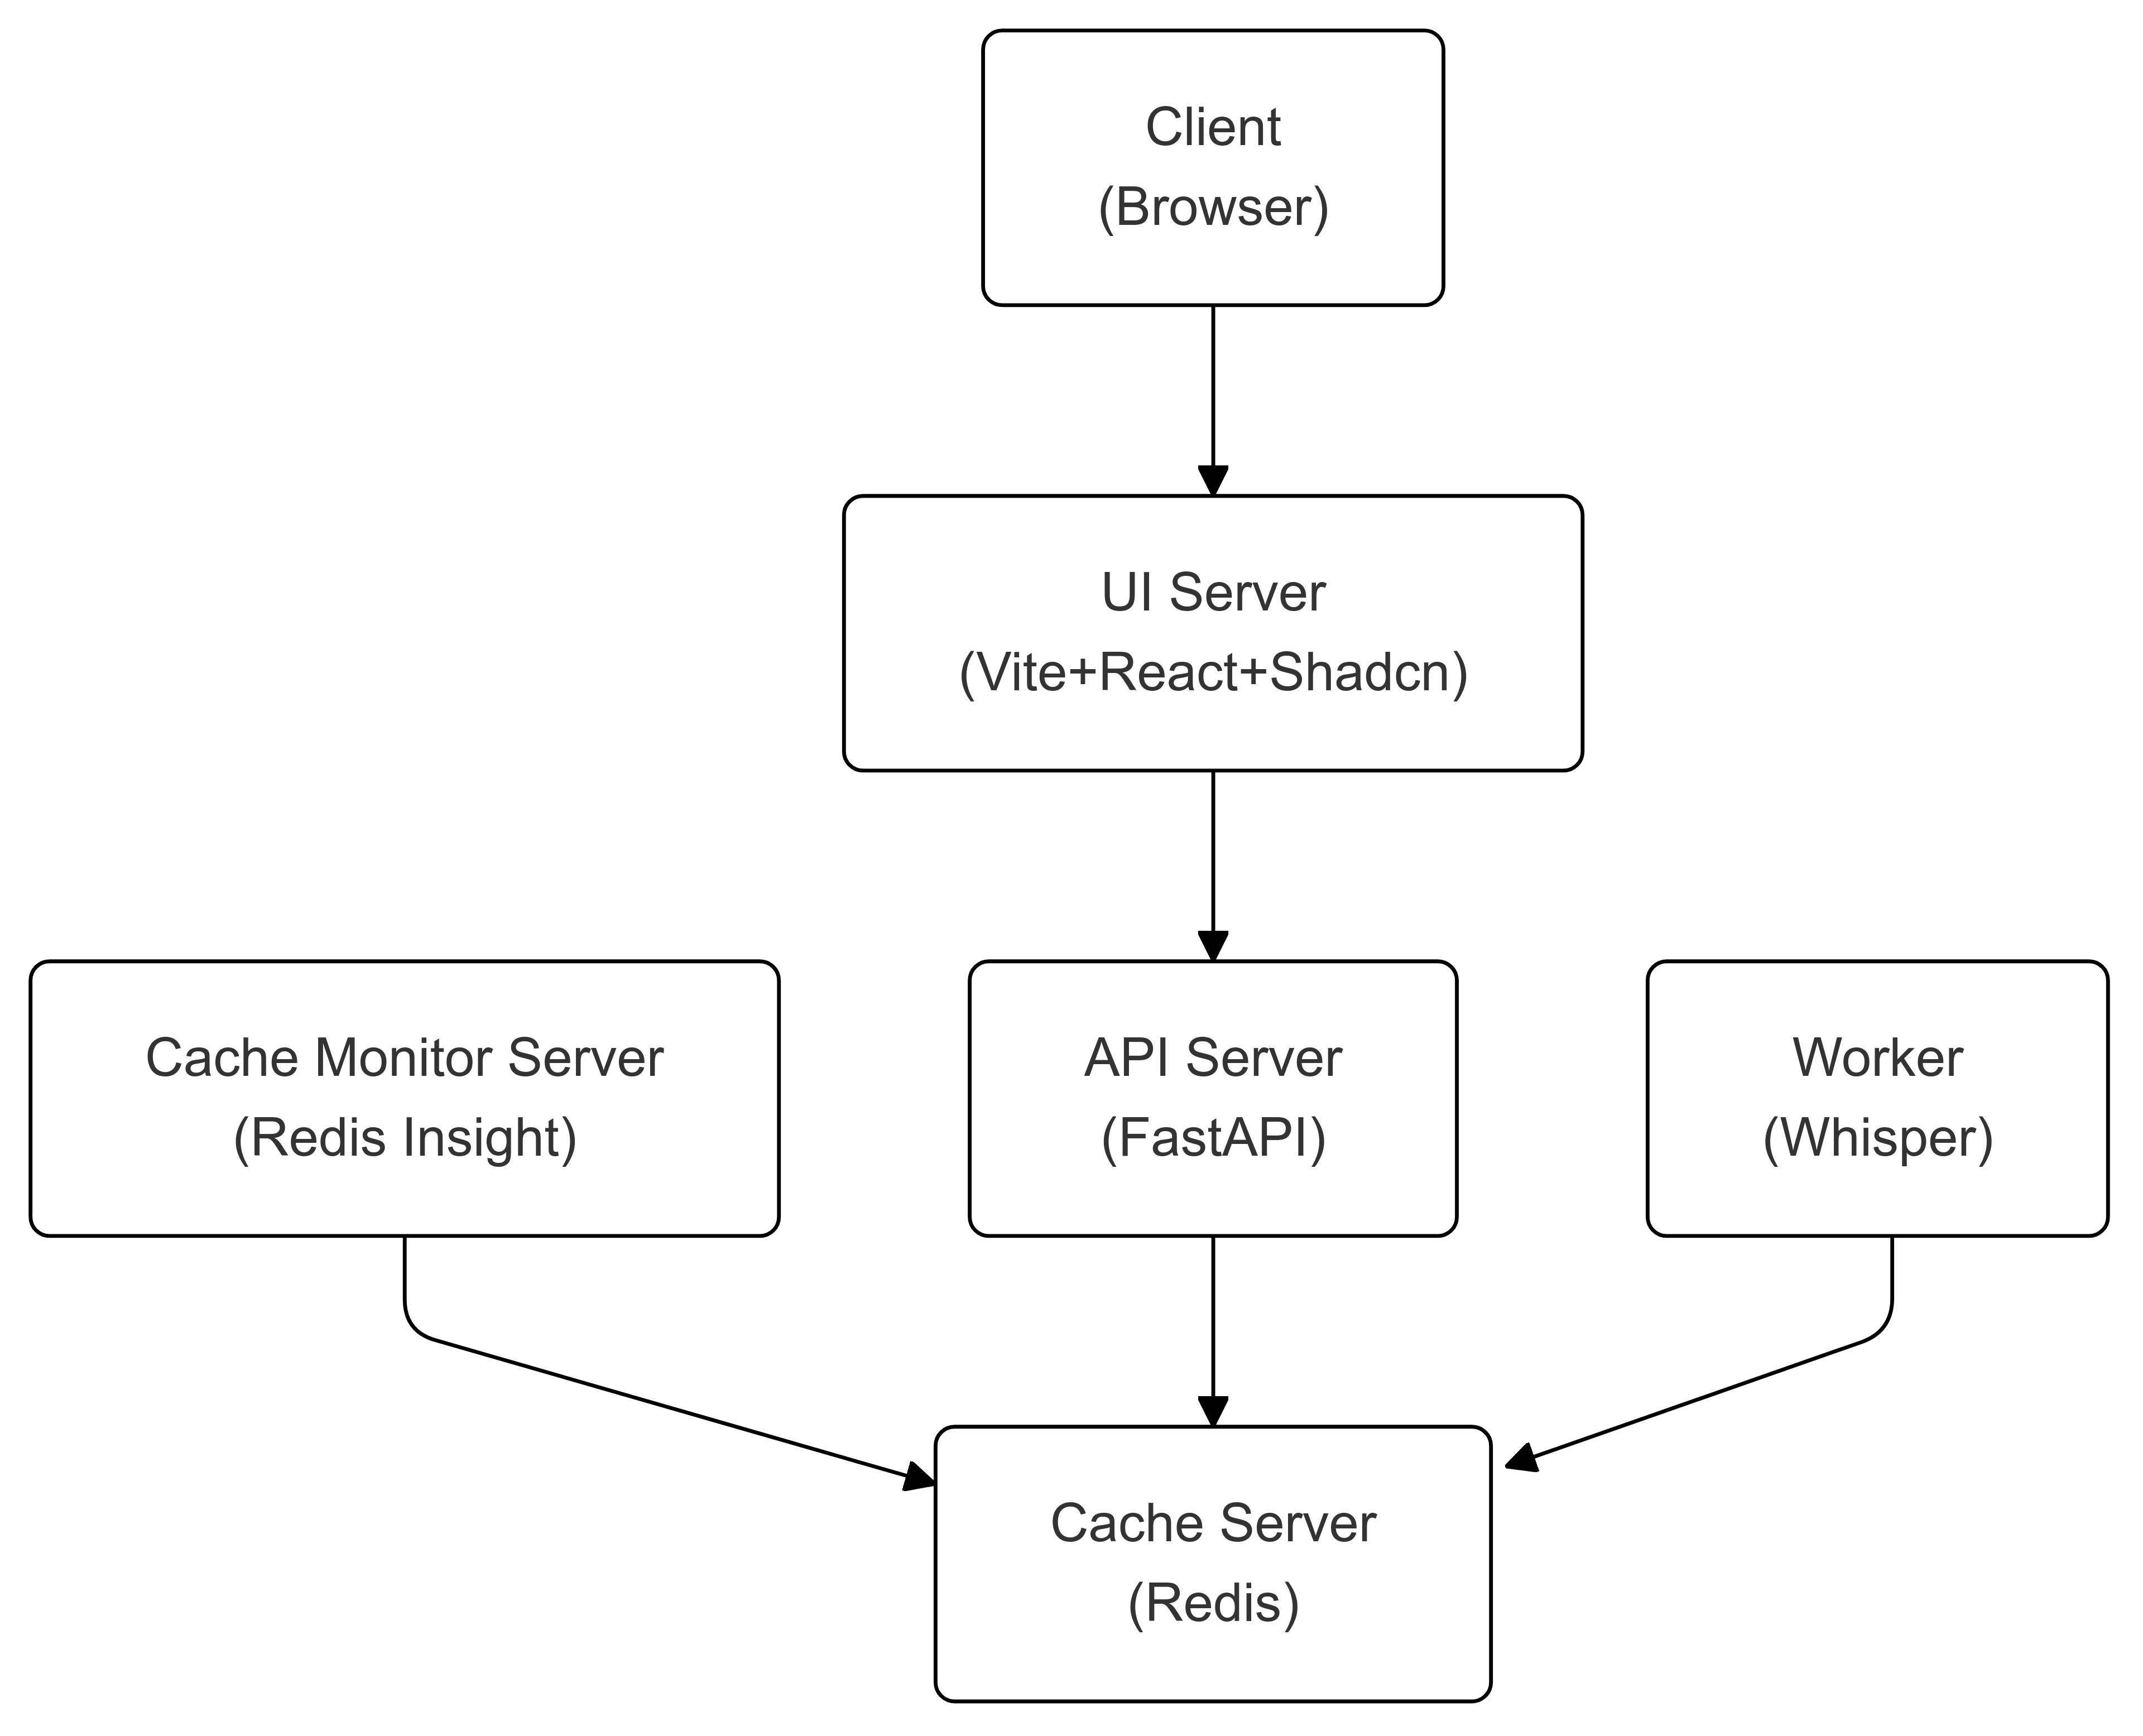 Client
(Browser)
UI Server
(Vite+React+Shadcn)
Cache Monitor Server
(Redis Insight)
API Server
(FastAPI)
Worker
(Whisper)
Cache Server
(Redis)